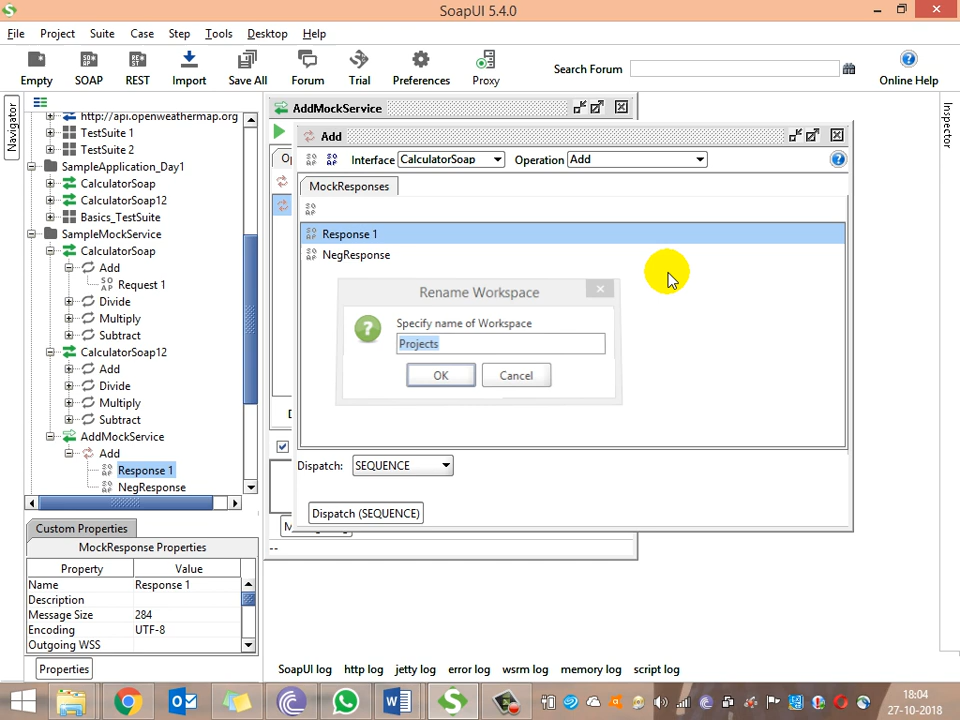 SoapUI 5.4.0
File Project Suite Case Step Tools Desktop Help
Empty SOAP REST Import Save All Forum Trial Preferences Proxy Search Forum Online Help
Navigator
http://api.openweathermap.org
TestSuite 1
TestSuite 2
SampleApplication_Day1
CalculatorSoap
CalculatorSoap12
Basics_TestSuite
SampleMockService
CalculatorSoap
Add
Request 1
Divide
Multiply
Subtract
CalculatorSoap12
Add
Divide
Multiply
Subtract
AddMockService
Add
Response 1
NegResponse
Custom Properties
MockResponse Properties
Property Value
Name Response 1
Description
Message Size 284
Encoding UTF-8
Outgoing WSS
Properties
AddMockService
Add
Interface CalculatorSoap Operation Add
MockResponses
Response 1
NegResponse
Rename Workspace
Specify name of Workspace
Projects
OK Cancel
Dispatch: SEQUENCE
Dispatch (SEQUENCE)
--
Inspector
SoapUI log http log jetty log error log wsrm log memory log script log
18:04
27-10-2018